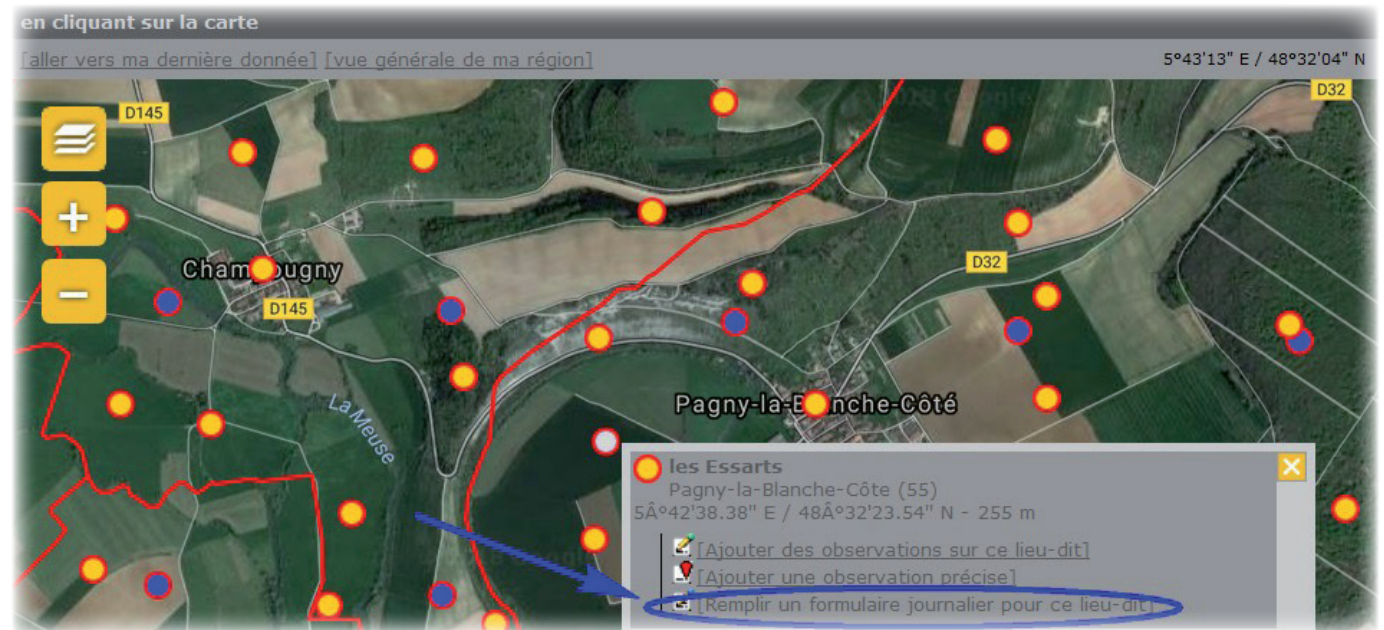 en cliquant sur la carte
[aller vers ma dernière donnée] [vue générale de ma région]
5°43'13" E / 48°32'04" N
D145
D32
Champougny
D32
D145
La Meuse
Pagny-la-Blanche-Côté
les Essarts
Pagny-la-Blanche-Côte (55)
5Â°42'38.38" E / 48Â°32'23.54" N - 255 m
[Ajouter des observations sur ce lieu-dit]
[Ajouter une observation précise]
[Remplir un formulaire journalier pour ce lieu-dit]